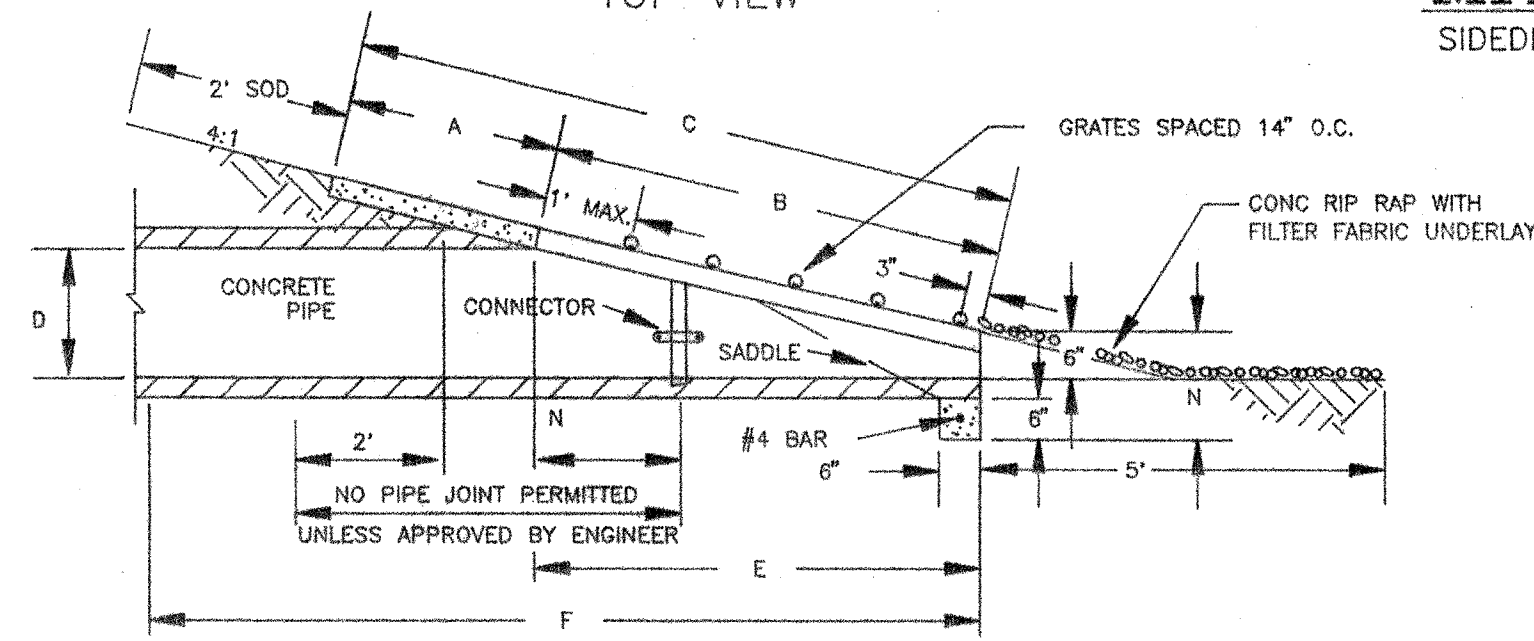 TOP VIEW
SIDED
2' SOD
4:1
A
C
B
1' MAX.
GRATES SPACED 14" O.C.
CONC RIP RAP WITH
FILTER FABRIC UNDERLAY
3"
CONCRETE
PIPE
D
CONNECTOR
SADDLE
6"
N
N
6"
#4 BAR
6"
5'
2'
NO PIPE JOINT PERMITTED
UNLESS APPROVED BY ENGINEER
E
F